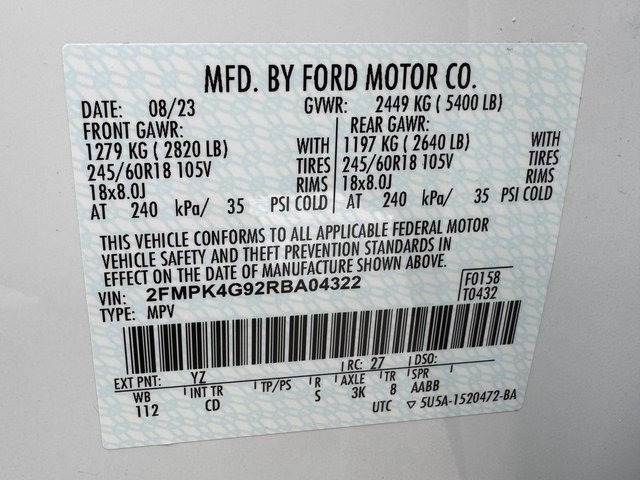 MFD. BY FORD MOTOR CO.
DATE: 08/23 GVWR: 2449 KG ( 5400 LB)
FRONT GAWR: REAR GAWR:
1279 KG ( 2820 LB) WITH 1197 KG ( 2640 LB) WITH
245/60R18 105V TIRES 245/60R18 105V TIRES
18x8.0J RIMS 18x8.0J RIMS
AT 240 kPa/ 35 PSI COLD AT 240 kPa/ 35 PSI COLD
THIS VEHICLE CONFORMS TO ALL APPLICABLE FEDERAL MOTOR
VEHICLE SAFETY AND THEFT PREVENTION STANDARDS IN
EFFECT ON THE DATE OF MANUFACTURE SHOWN ABOVE.
VIN: 2FMPK4G92RBA04322 F0158
TYPE: MPV T0432
EXT PNT: YZ RC: 27 DSO:
WB INT TR TP/PS R AXLE TR SPR
112 CD S 3K 8 AABB
UTC ▽ 5U5A-1520472-BA